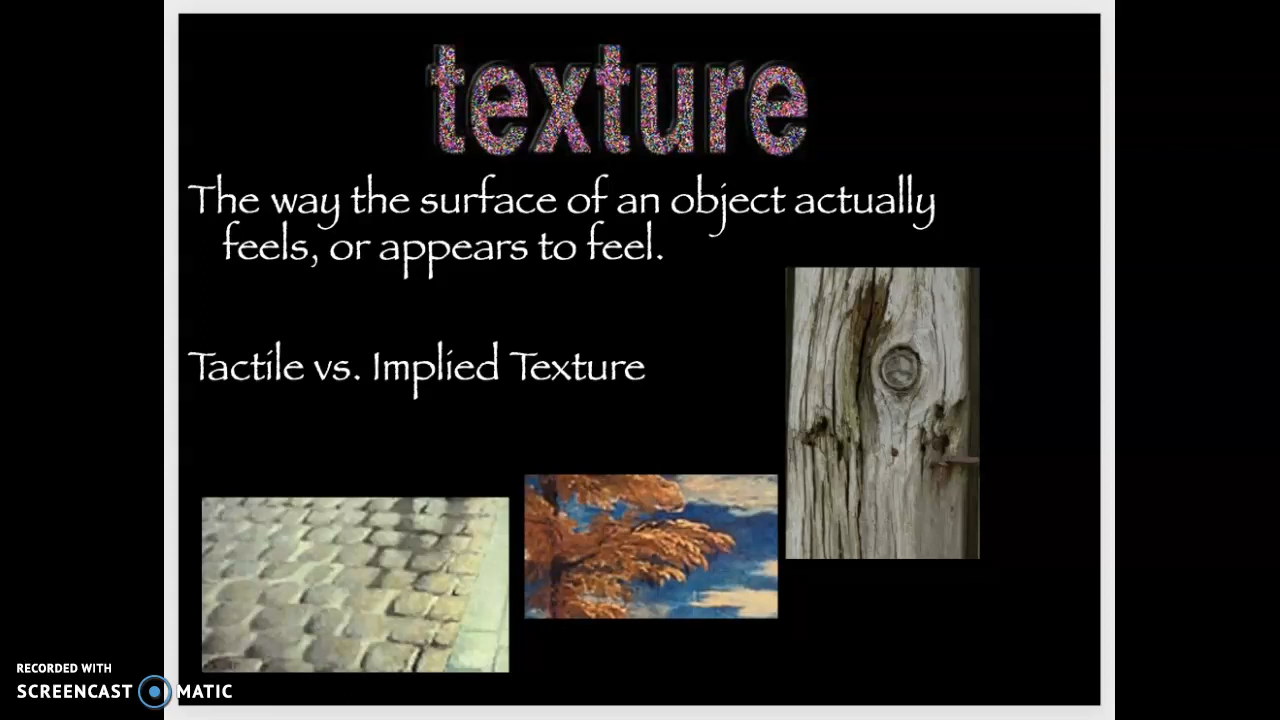 texture
The way the surface of an object actually
feels, or appears to feel.
Tactile vs. Implied Texture
RECORDED WITH
SCREENCAST MATIC